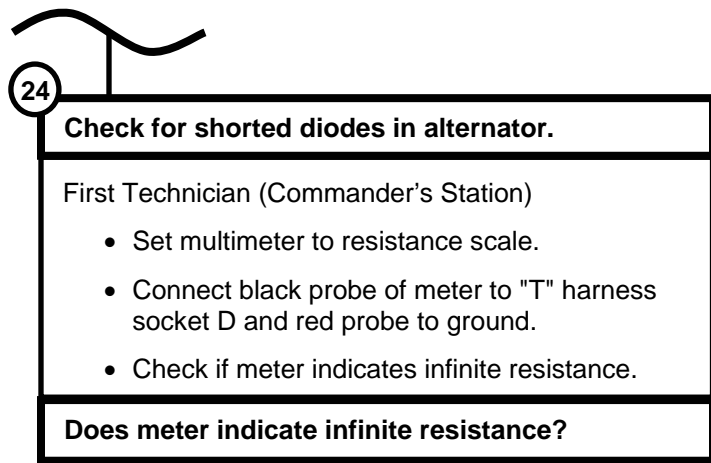 24
Check for shorted diodes in alternator.
First Technician (Commander’s Station)
• Set multimeter to resistance scale.
• Connect black probe of meter to "T" harness
socket D and red probe to ground.
• Check if meter indicates infinite resistance.
Does meter indicate infinite resistance?